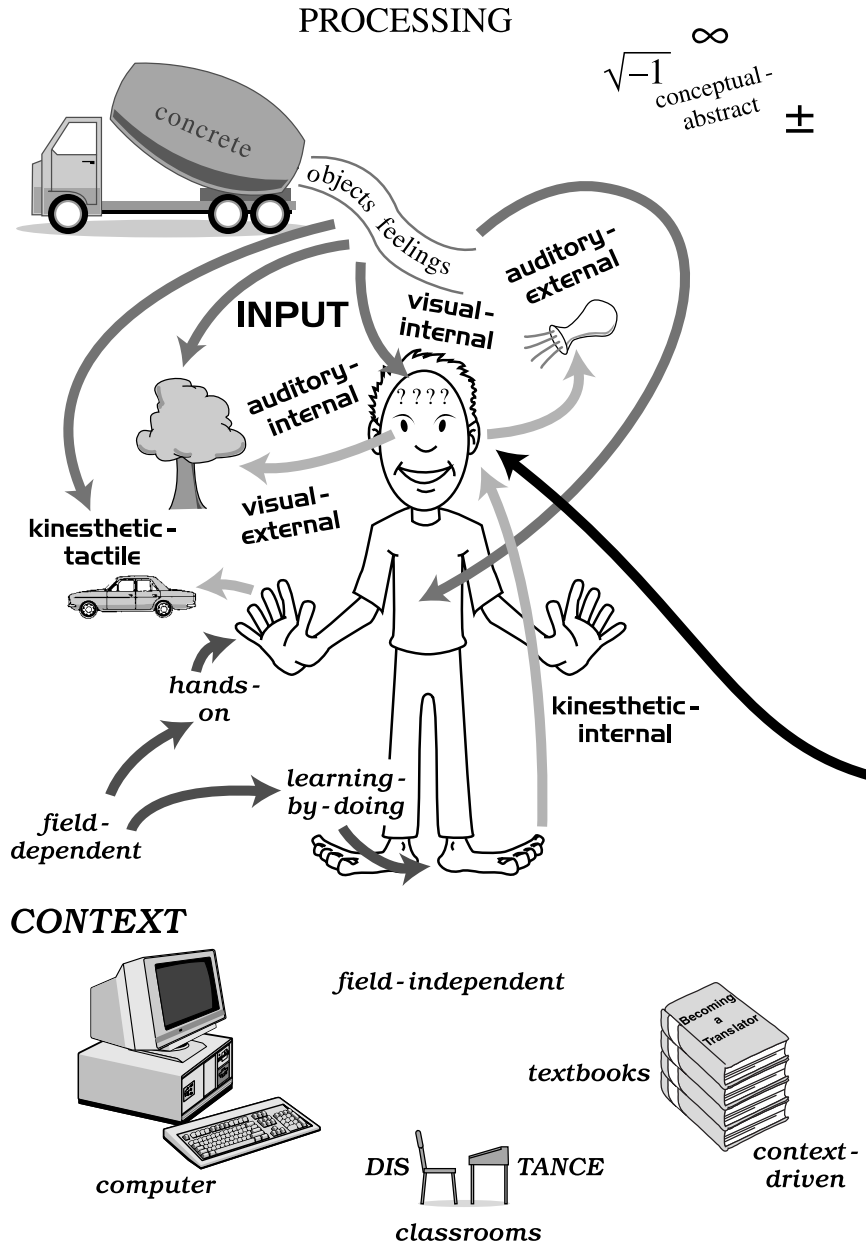 PROCESSING
∞
√−1
conceptual-
abstract
±
concrete
objects feelings
auditory-
external
visual-
internal
INPUT
auditory-
internal
????
visual-
external
kinesthetic-
tactile
hands-
on
kinesthetic-
internal
learning-
by-doing
field-
dependent
CONTEXT
field-independent
Becoming
a
Translator
textbooks
context-
driven
DIS TANCE
computer
classrooms